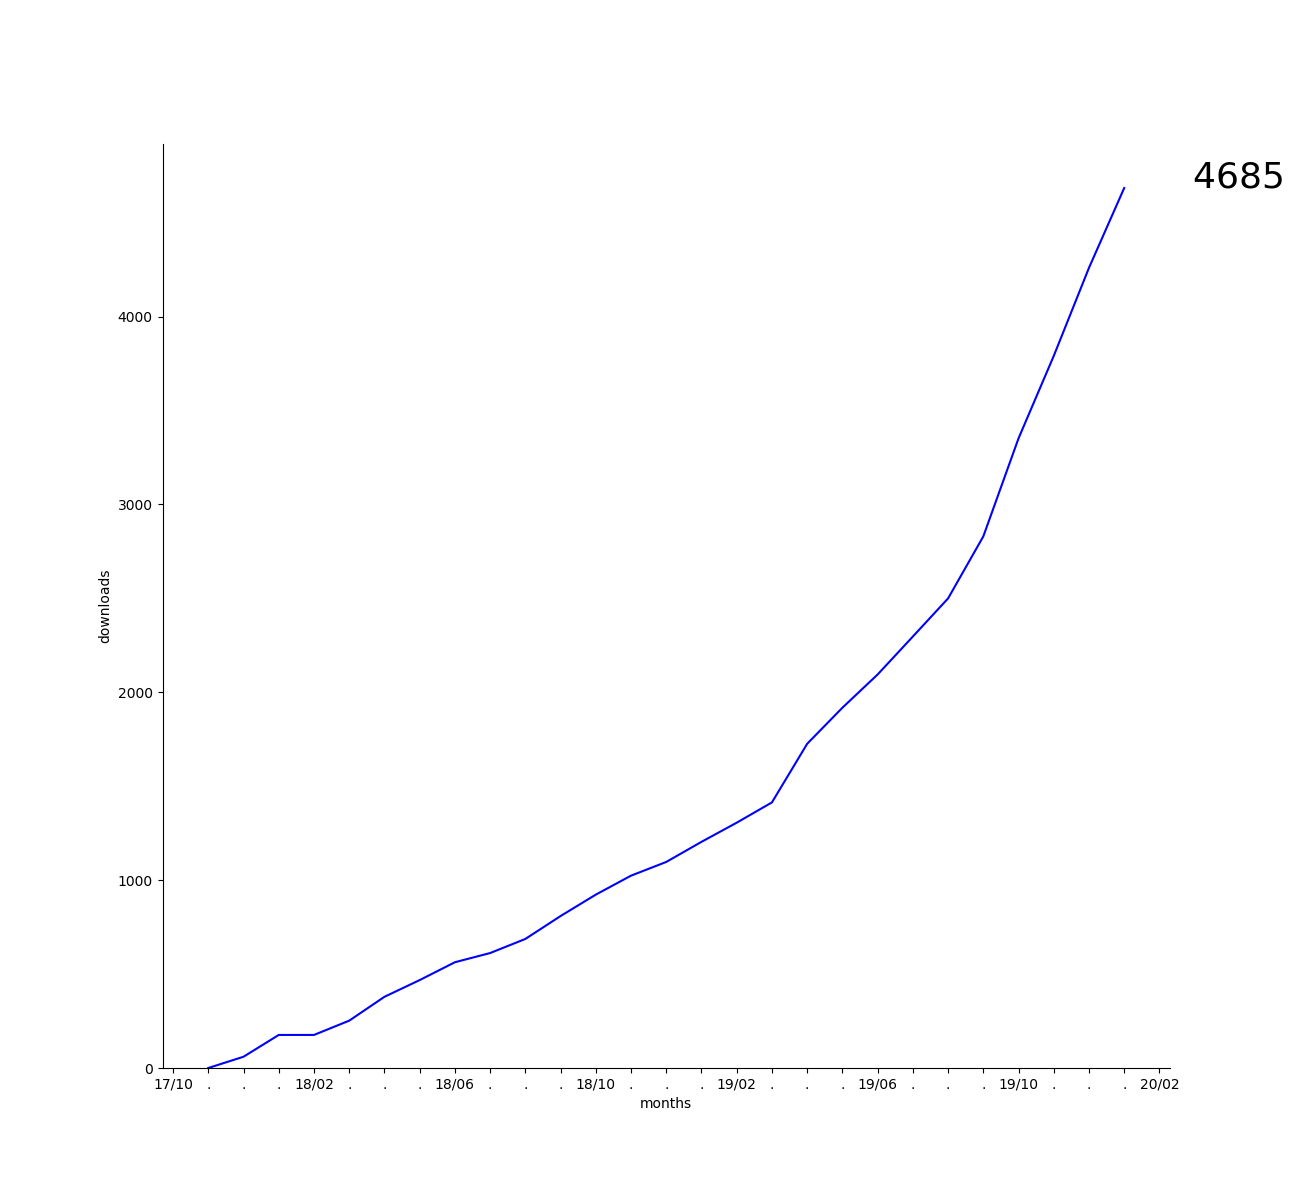 4685
4000
3000
2000
1000
0
downloads
17/10 . . . 18/02 . . . 18/06 . . . 18/10 . . . 19/02 . . . 19/06 . . . 19/10 . . . 20/02
months